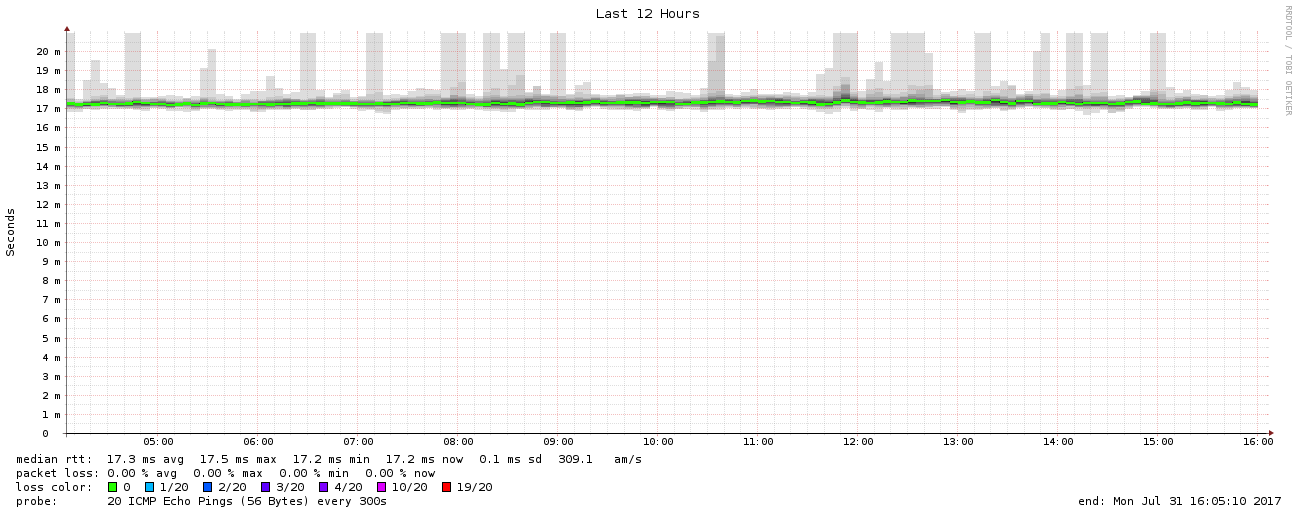 Last 12 Hours
RRDTOOL / TOBI OETIKER
Seconds
20 m
19 m
18 m
17 m
16 m
15 m
14 m
13 m
12 m
11 m
10 m
9 m
8 m
7 m
6 m
5 m
4 m
3 m
2 m
1 m
0
05:00 06:00 07:00 08:00 09:00 10:00 11:00 12:00 13:00 14:00 15:00 16:00
median rtt: 17.3 ms avg 17.5 ms max 17.2 ms min 17.2 ms now 0.1 ms sd 309.1 am/s
packet loss: 0.00 % avg 0.00 % max 0.00 % min 0.00 % now
loss color: 0 1/20 2/20 3/20 4/20 10/20 19/20
probe: 20 ICMP Echo Pings (56 Bytes) every 300s end: Mon Jul 31 16:05:10 2017